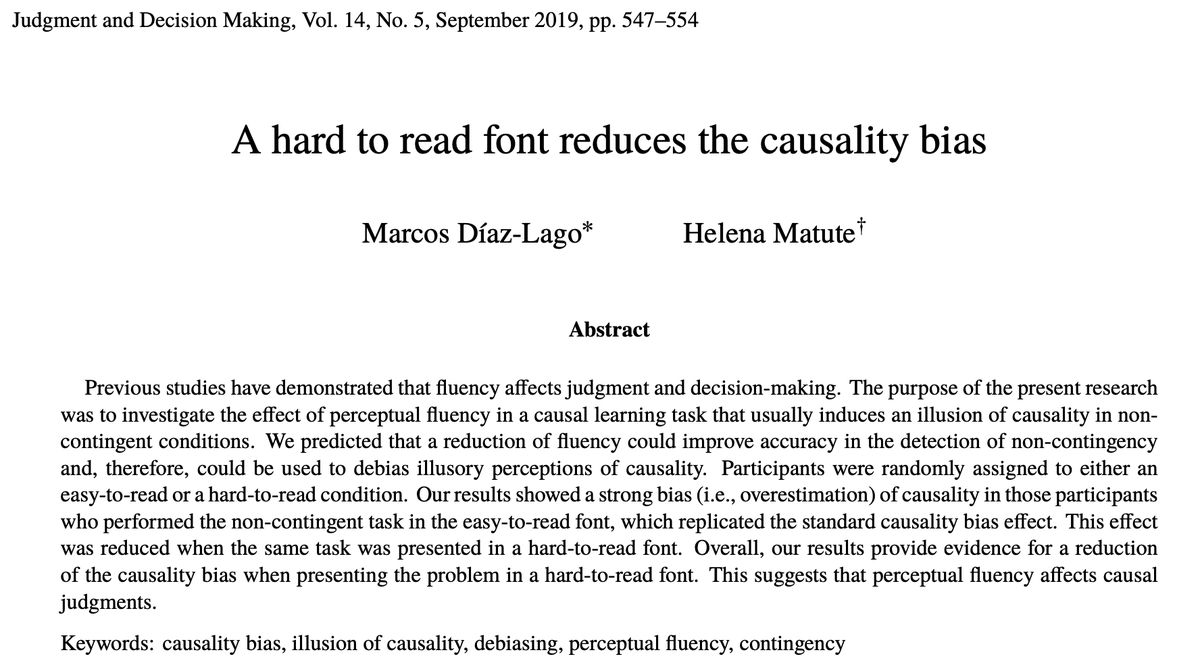 Judgment and Decision Making, Vol. 14, No. 5, September 2019, pp. 547–554
A hard to read font reduces the causality bias
Marcos Díaz-Lago* Helena Matute†
Abstract
Previous studies have demonstrated that fluency affects judgment and decision-making. The purpose of the present research
was to investigate the effect of perceptual fluency in a causal learning task that usually induces an illusion of causality in non-
contingent conditions. We predicted that a reduction of fluency could improve accuracy in the detection of non-contingency
and, therefore, could be used to debias illusory perceptions of causality. Participants were randomly assigned to either an
easy-to-read or a hard-to-read condition. Our results showed a strong bias (i.e., overestimation) of causality in those participants
who performed the non-contingent task in the easy-to-read font, which replicated the standard causality bias effect. This effect
was reduced when the same task was presented in a hard-to-read font. Overall, our results provide evidence for a reduction
of the causality bias when presenting the problem in a hard-to-read font. This suggests that perceptual fluency affects causal
judgments.
Keywords: causality bias, illusion of causality, debiasing, perceptual fluency, contingency